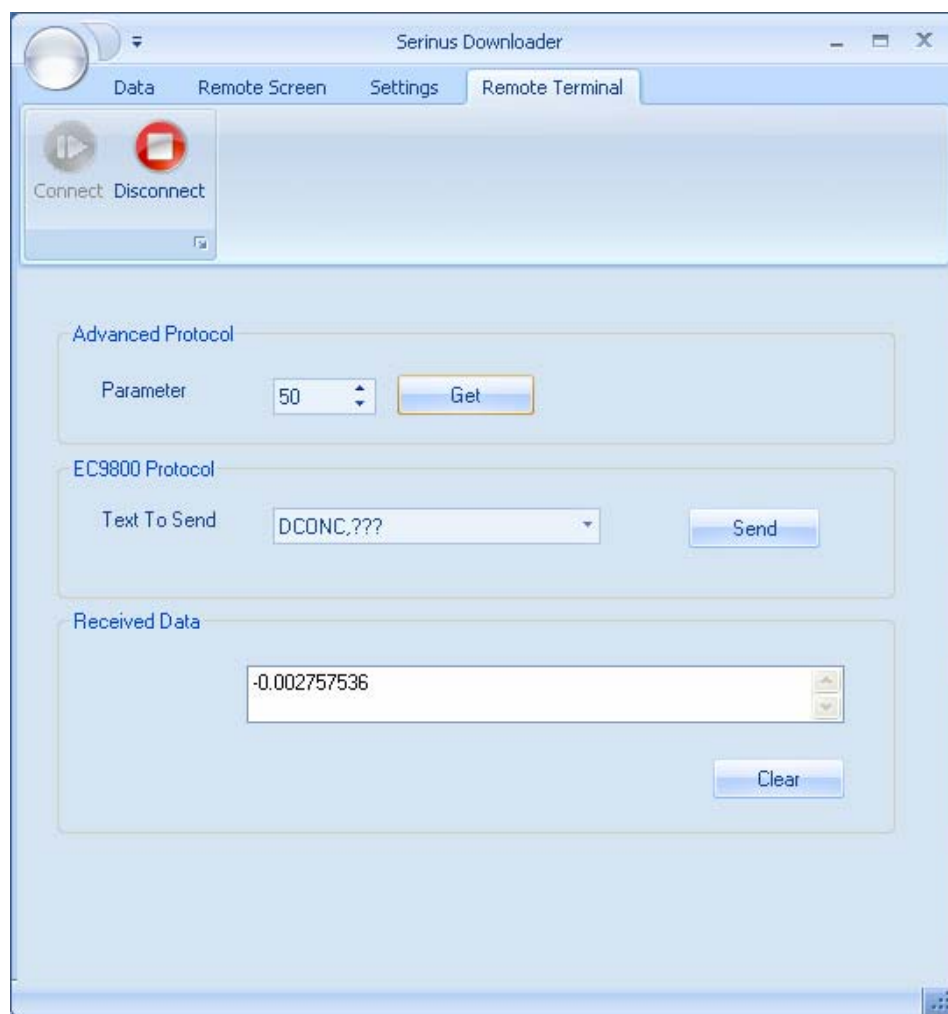 Serinus Downloader
Data Remote Screen Settings Remote Terminal
Connect Disconnect
Advanced Protocol
Parameter 50 Get
EC9800 Protocol
Text To Send DCONC,??? Send
Received Data
-0.002757536
Clear